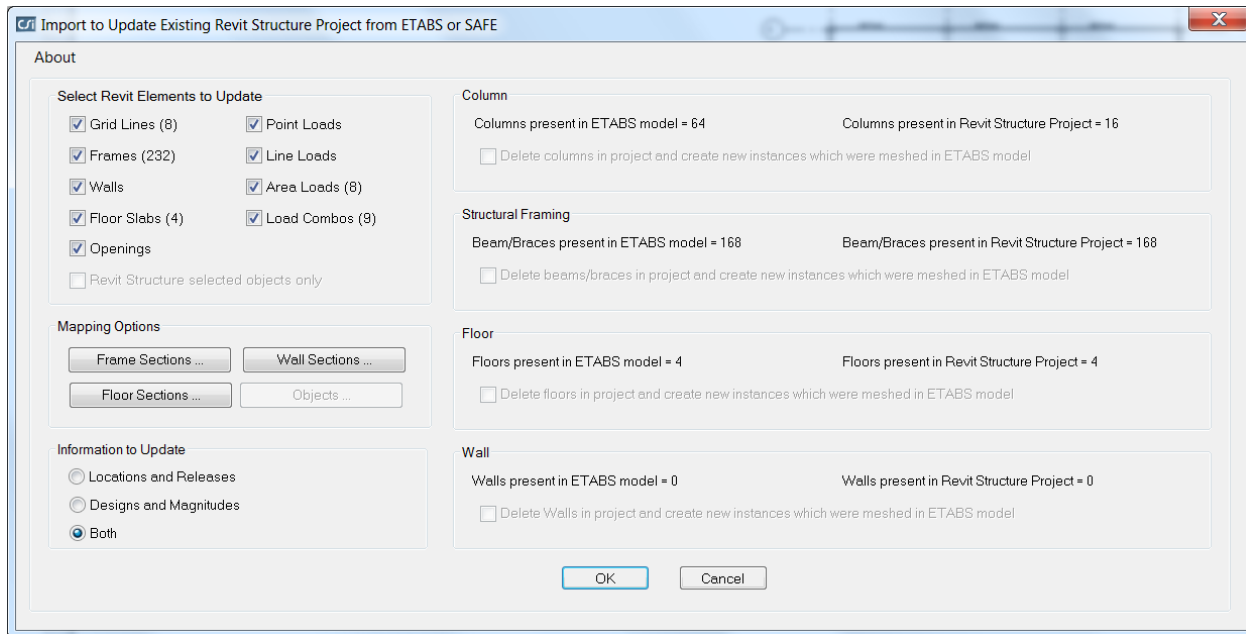 CSi Import to Update Existing Revit Structure Project from ETABS or SAFE
About
Select Revit Elements to Update
Grid Lines (8) Point Loads
Frames (232) Line Loads
Walls Area Loads (8)
Floor Slabs (4) Load Combos (9)
Openings
Revit Structure selected objects only
Mapping Options
Frame Sections ... Wall Sections ...
Floor Sections ... Objects ...
Information to Update
Locations and Releases
Designs and Magnitudes
Both
Column
Columns present in ETABS model = 64 Columns present in Revit Structure Project = 16
Delete columns in project and create new instances which were meshed in ETABS model
Structural Framing
Beam/Braces present in ETABS model = 168 Beam/Braces present in Revit Structure Project = 168
Delete beams/braces in project and create new instances which were meshed in ETABS model
Floor
Floors present in ETABS model = 4 Floors present in Revit Structure Project = 4
Delete floors in project and create new instances which were meshed in ETABS model
Wall
Walls present in ETABS model = 0 Walls present in Revit Structure Project = 0
Delete Walls in project and create new instances which were meshed in ETABS model
OK Cancel